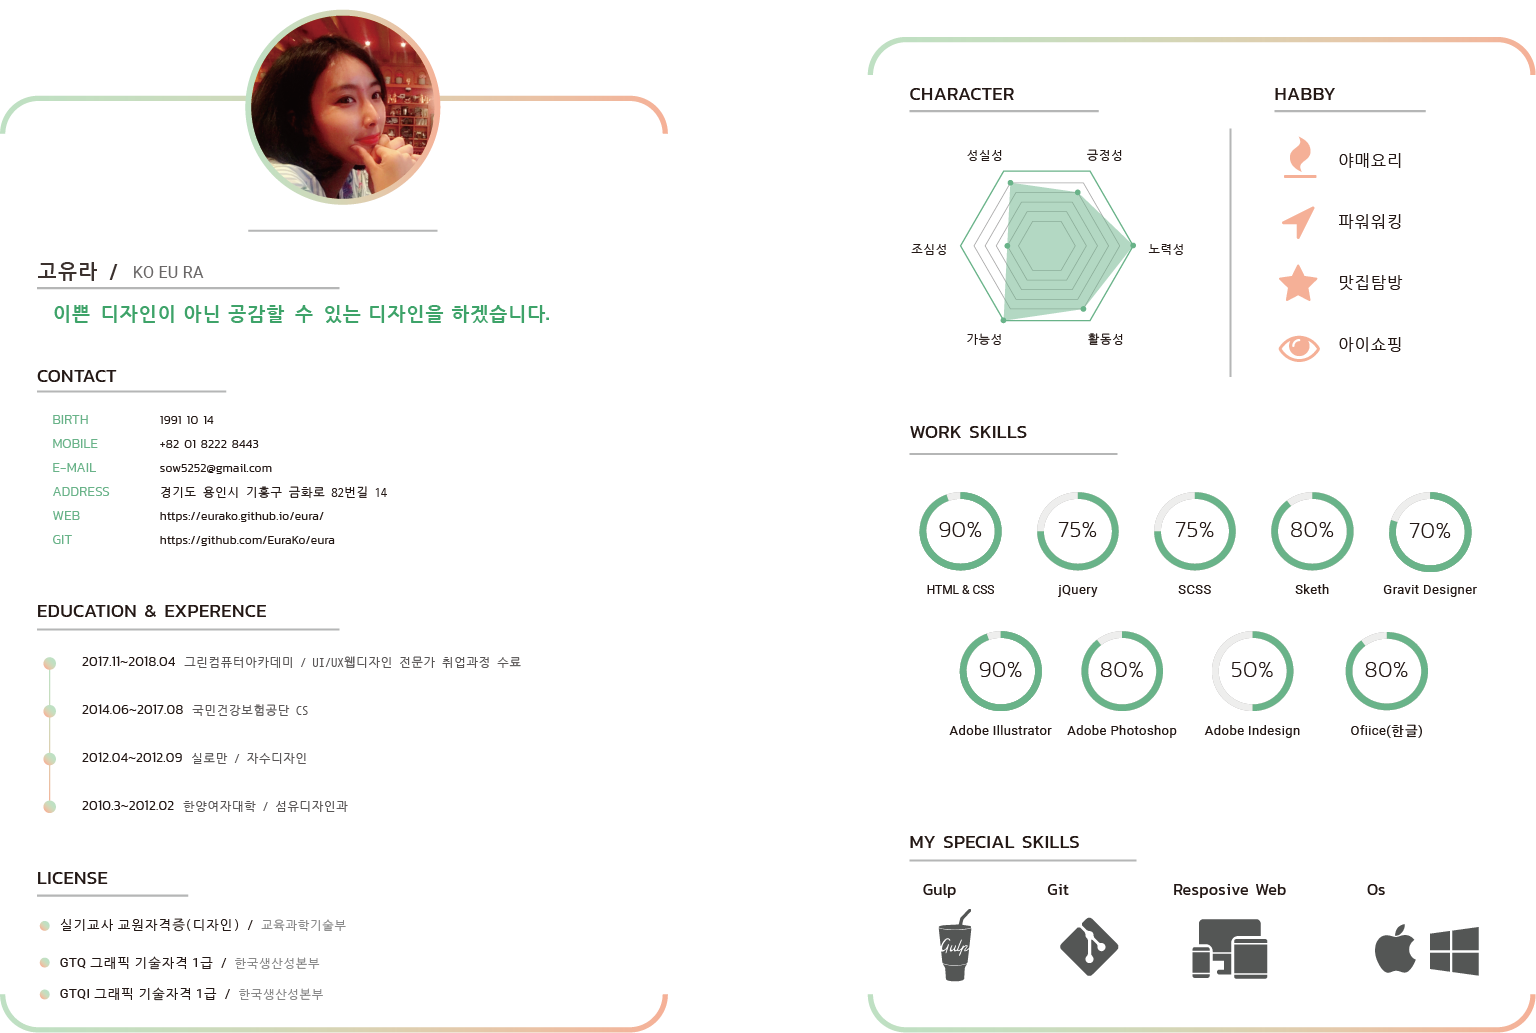 고유라 / KO EU RA
이쁜 디자인이 아닌 공감할 수 있는 디자인을 하겠습니다.
CONTACT
BIRTH 1991 10 14
MOBILE +82 01 8222 8443
E-MAIL sow5252@gmail.com
ADDRESS 경기도 용인시 기흥구 금화로 82번길 14
WEB https://eurako.github.io/eura/
GIT https://github.com/EuraKo/eura
EDUCATION & EXPERENCE
2017.11~2018.04 그린컴퓨터아카데미 / UI/UX웹디자인 전문가 취업과정 수료
2014.06~2017.08 국민건강보험공단 CS
2012.04~2012.09 실로만 / 자수디자인
2010.3~2012.02 한양여자대학 / 섬유디자인과
LICENSE
실기교사 교원자격증(디자인) / 교육과학기술부
GTQ 그래픽 기술자격 1급 / 한국생산성본부
GTQI 그래픽 기술자격 1급 / 한국생산성본부
CHARACTER
성실성 긍정성
조심성 노력성
가능성 활동성
HABBY
야매요리
파워워킹
맛집탐방
아이쇼핑
WORK SKILLS
90% 75% 75% 80% 70%
HTML & CSS jQuery SCSS Sketh Gravit Designer
90% 80% 50% 80%
Adobe Illustrator Adobe Photoshop Adobe Indesign Ofiice(한글)
MY SPECIAL SKILLS
Gulp Git Resposive Web Os
Gulp